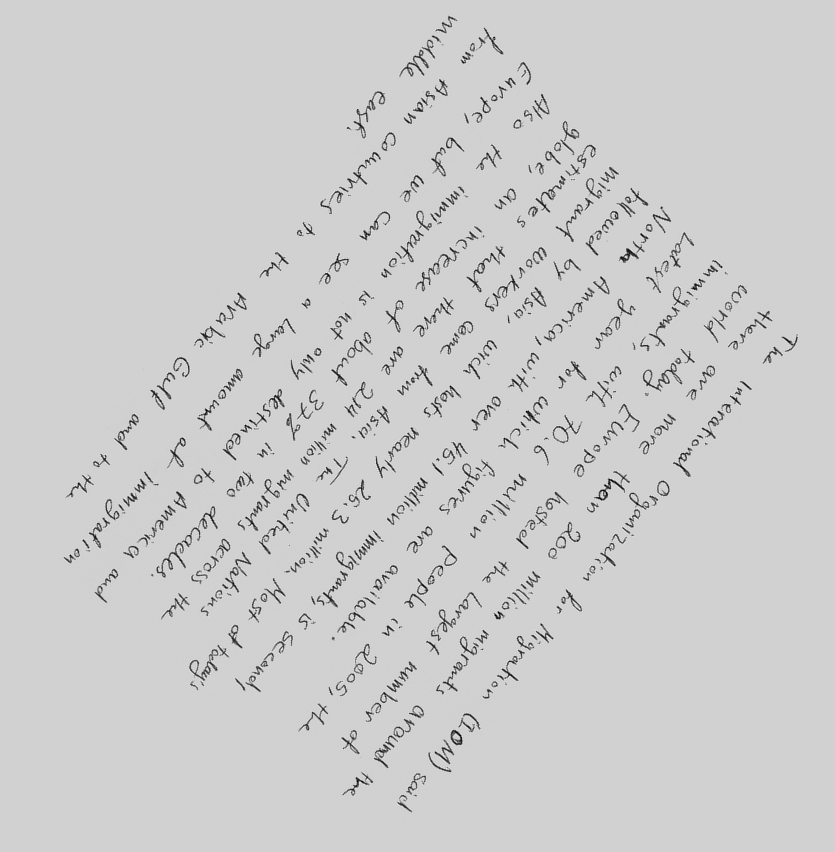 The Interational Organization for Migration (IOM) said
there are more than 200 million migrants around the
world today. Europe hosted the largest number of
immigrants, with 70.6 million people in 2005, the
latest year for which figures are available.
North America, with over 45.1 million immigrants, is second,
followed by Asia, wich hosts nearly 25.3 million. Most of today's
migrant workers come from Asia. The United Nations
estimates that there are 214 million migrants across the
globe, an increase of about 37% in two decades.
Also the immigration is not only destined to America and
Europe, but we can see a large amount of immigration
from Asian countries to the Arabic Gulf and to the
middle east.